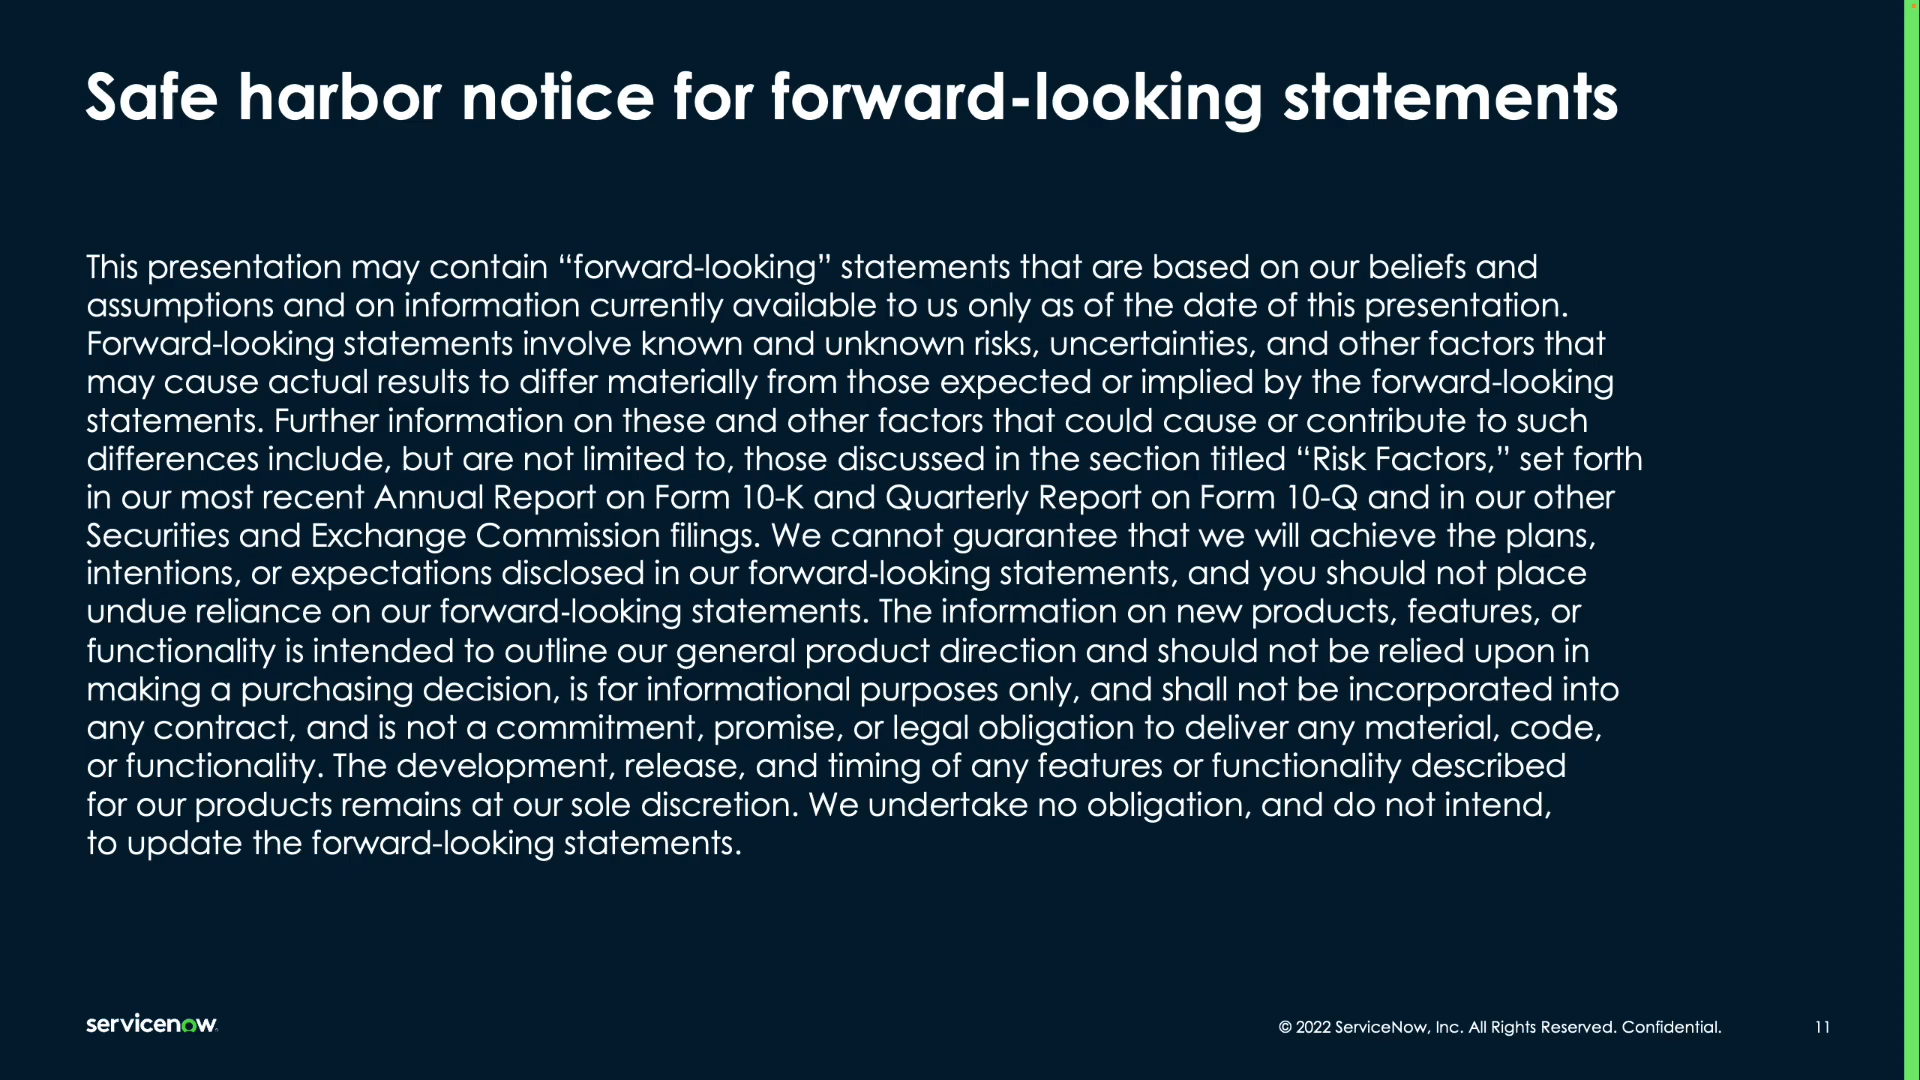 Safe harbor notice for forward-looking statements
This presentation may contain “forward-looking” statements that are based on our beliefs and
assumptions and on information currently available to us only as of the date of this presentation.
Forward-looking statements involve known and unknown risks, uncertainties, and other factors that
may cause actual results to differ materially from those expected or implied by the forward-looking
statements. Further information on these and other factors that could cause or contribute to such
differences include, but are not limited to, those discussed in the section titled “Risk Factors,” set forth
in our most recent Annual Report on Form 10-K and Quarterly Report on Form 10-Q and in our other
Securities and Exchange Commission filings. We cannot guarantee that we will achieve the plans,
intentions, or expectations disclosed in our forward-looking statements, and you should not place
undue reliance on our forward-looking statements. The information on new products, features, or
functionality is intended to outline our general product direction and should not be relied upon in
making a purchasing decision, is for informational purposes only, and shall not be incorporated into
any contract, and is not a commitment, promise, or legal obligation to deliver any material, code,
or functionality. The development, release, and timing of any features or functionality described
for our products remains at our sole discretion. We undertake no obligation, and do not intend,
to update the forward-looking statements.
servicenow
© 2022 ServiceNow, Inc. All Rights Reserved. Confidential.
11